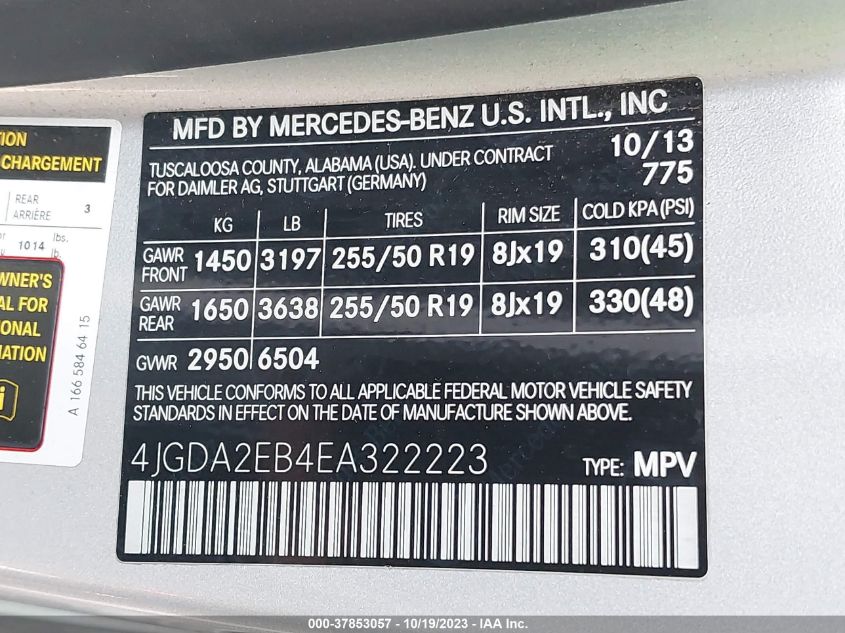 TION
CHARGEMENT
REAR
ARRIÈRE 3
1014 lbs.
lb.
WNER'S
AL FOR
IONAL
MATION
i
A 166 584 64 15
MFD BY MERCEDES-BENZ U.S. INTL., INC
TUSCALOOSA COUNTY, ALABAMA (USA). UNDER CONTRACT
FOR DAIMLER AG, STUTTGART (GERMANY)
10/13
775
KG LB TIRES RIM SIZE COLD KPA (PSI)
GAWR FRONT 1450 3197 255/50 R19 8Jx19 310(45)
GAWR REAR 1650 3638 255/50 R19 8Jx19 330(48)
GVWR 2950 6504
THIS VEHICLE CONFORMS TO ALL APPLICABLE FEDERAL MOTOR VEHICLE SAFETY
STANDARDS IN EFFECT ON THE DATE OF MANUFACTURE SHOWN ABOVE.
4JGDA2EB4EA322223 TYPE: MPV
000-37853057 - 10/19/2023 - IAA Inc.